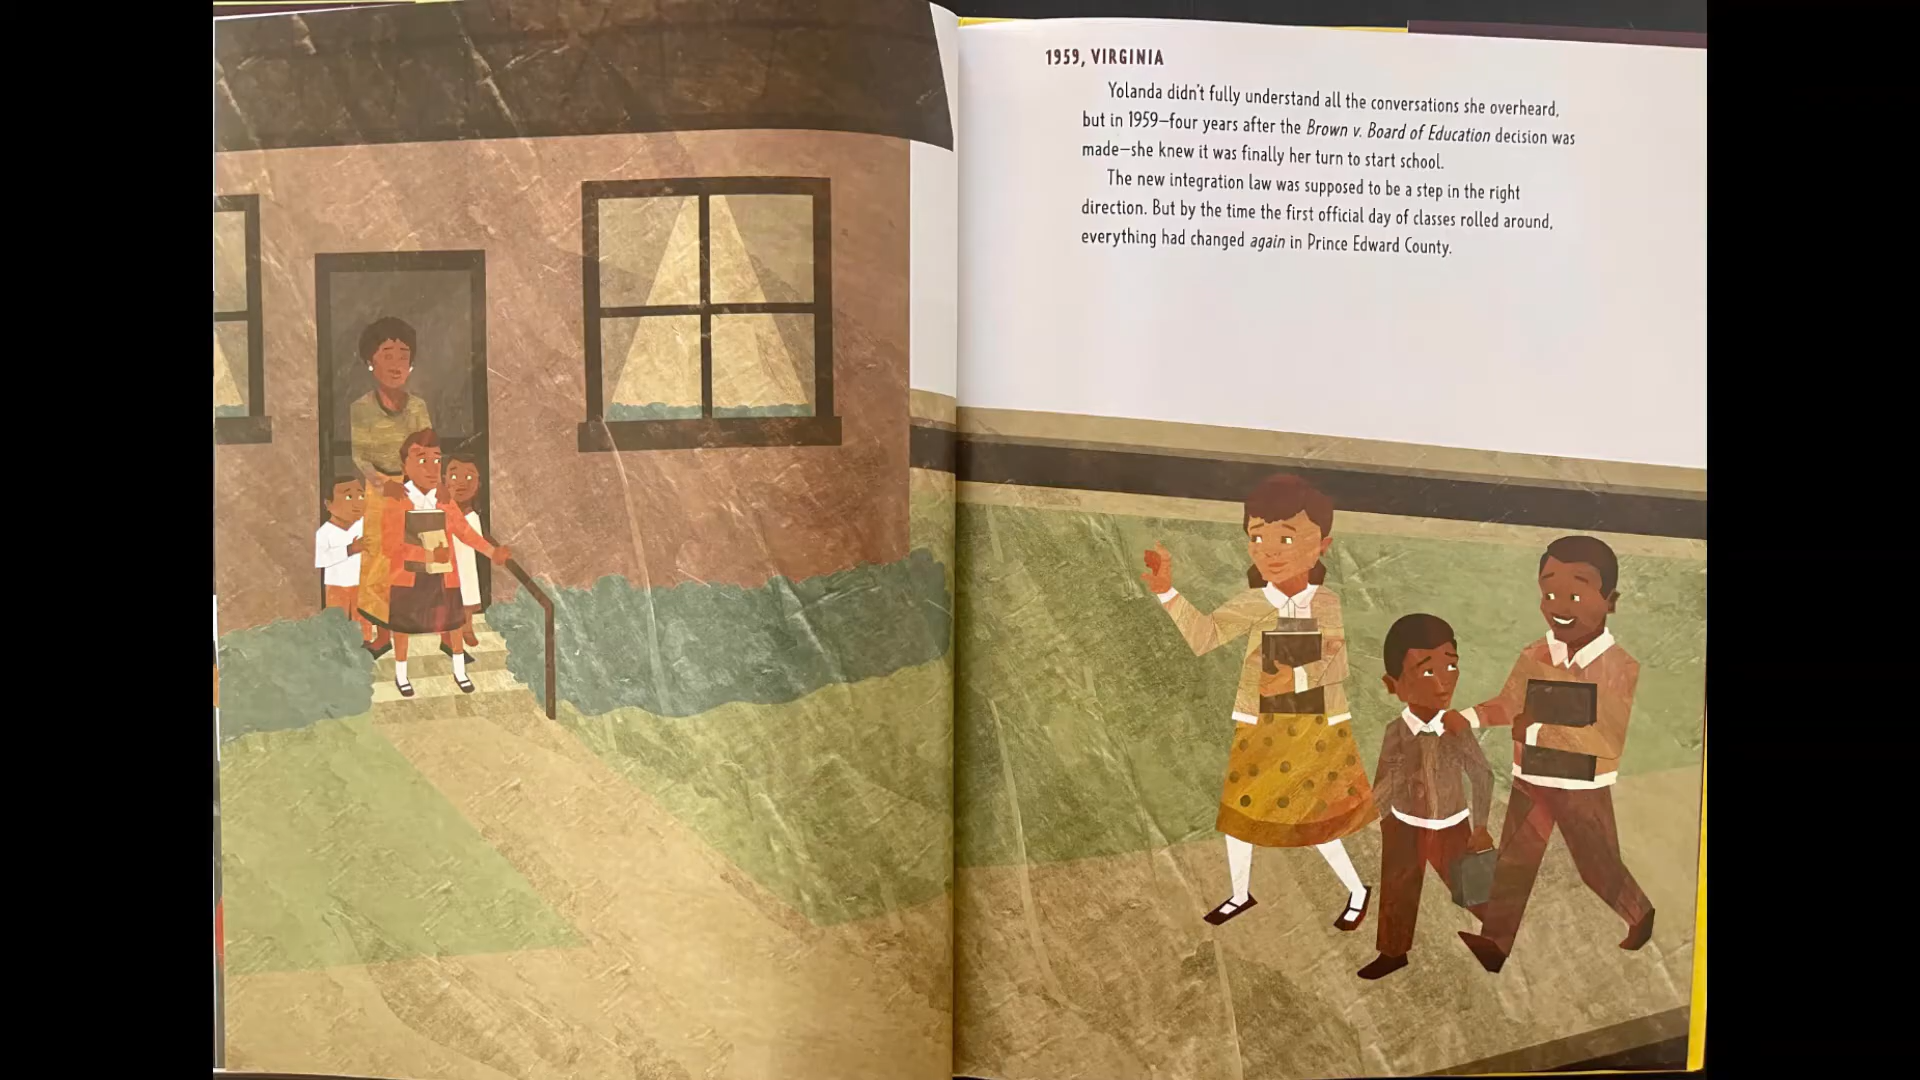 1959, VIRGINIA
Yolanda didn't fully understand all the conversations she overheard,
but in 1959—four years after the Brown v. Board of Education decision was
made—she knew it was finally her turn to start school.
The new integration law was supposed to be a step in the right
direction. But by the time the first official day of classes rolled around,
everything had changed again in Prince Edward County.